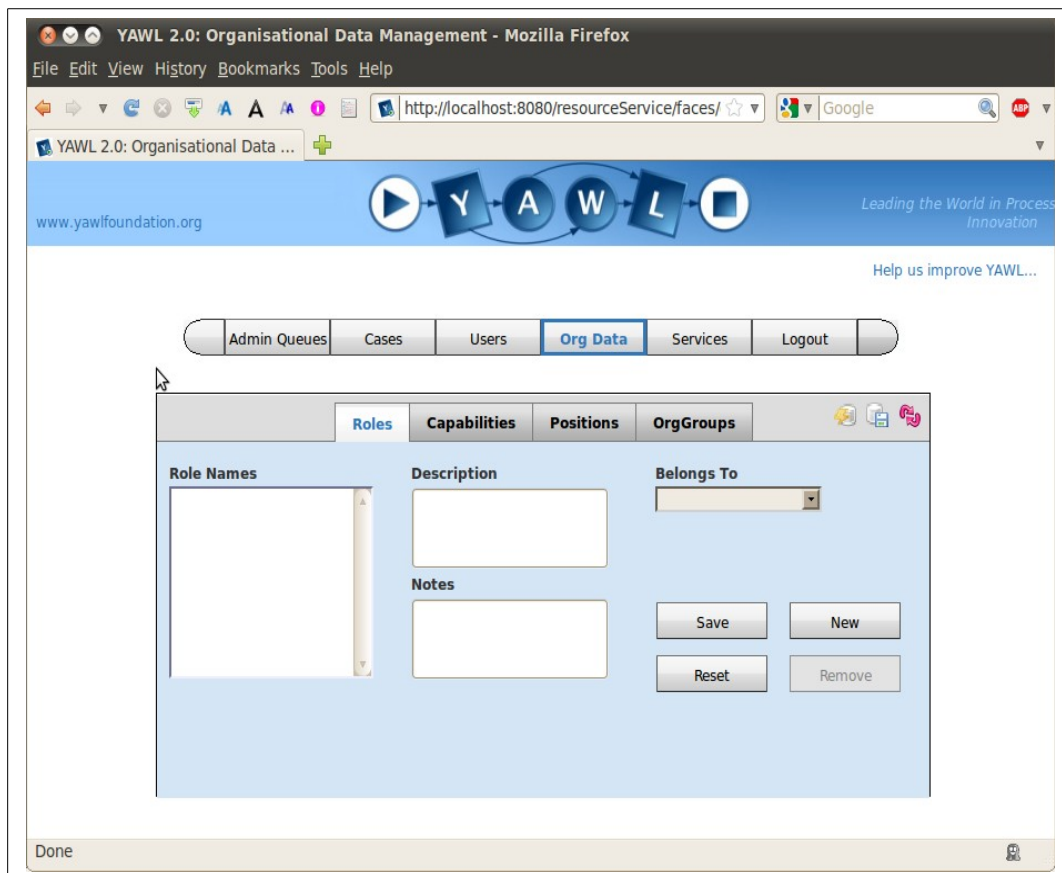 YAWL 2.0: Organisational Data Management - Mozilla Firefox
File Edit View History Bookmarks Tools Help
A A A http://localhost:8080/resourceService/faces/ Google ABP
YAWL 2.0: Organisational Data ...
www.yawlfoundation.org
Y A W L
Leading the World in Process
Innovation
Help us improve YAWL...
Admin Queues Cases Users Org Data Services Logout
Roles Capabilities Positions OrgGroups
Role Names Description Belongs To
Notes
Save New
Reset Remove
Done